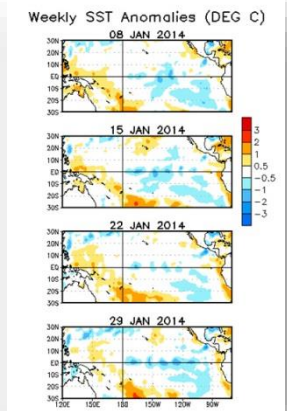 Weekly SST Anomalies (DEG C)
08 JAN 2014
30N
20N
10N
EQ
10S
20S
30S
15 JAN 2014
30N
20N
10N
EQ
10S
20S
30S
3
2
1
0.5
-0.5
-1
-2
-3
22 JAN 2014
30N
20N
10N
EQ
10S
20S
30S
29 JAN 2014
30N
20N
10N
EQ
10S
20S
30S
120E 150E 180 150W 120W 90W